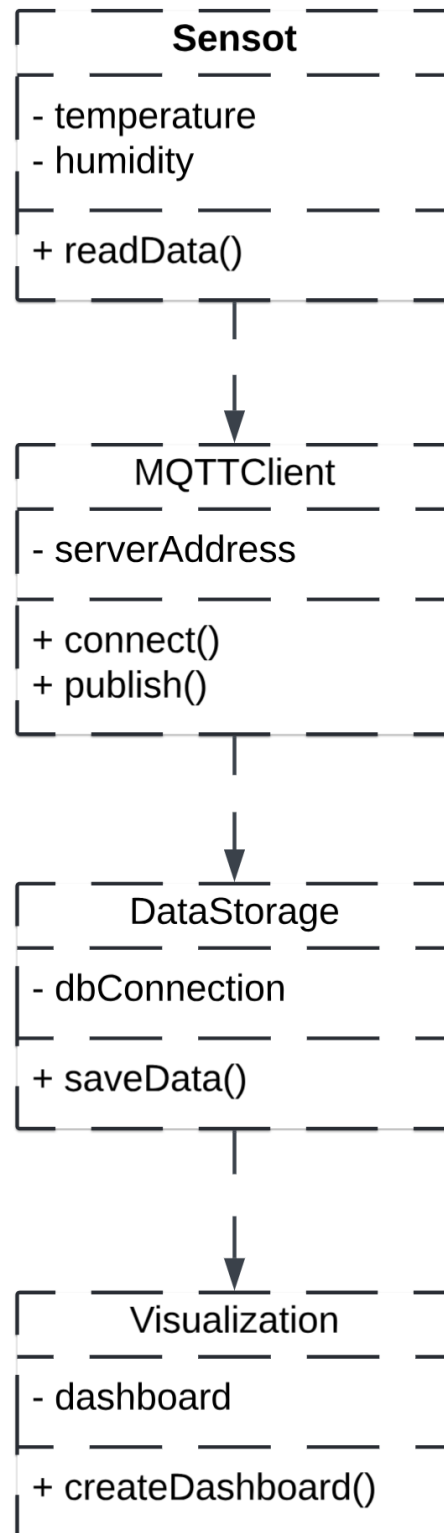 Sensot
- temperature
- humidity
+ readData()
MQTTClient
- serverAddress
+ connect()
+ publish()
DataStorage
- dbConnection
+ saveData()
Visualization
- dashboard
+ createDashboard()